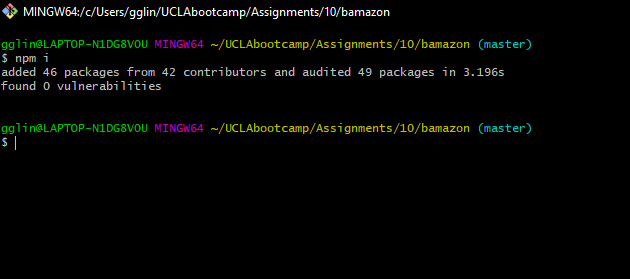 MINGW64:/c/Users/gglin/UCLAbootcamp/Assignments/10/bamazon
gglin@LAPTOP-N1DG8VOU MINGW64 ~/UCLAbootcamp/Assignments/10/bamazon (master)
$ npm i
added 46 packages from 42 contributors and audited 49 packages in 3.196s
found 0 vulnerabilities
gglin@LAPTOP-N1DG8VOU MINGW64 ~/UCLAbootcamp/Assignments/10/bamazon (master)
$